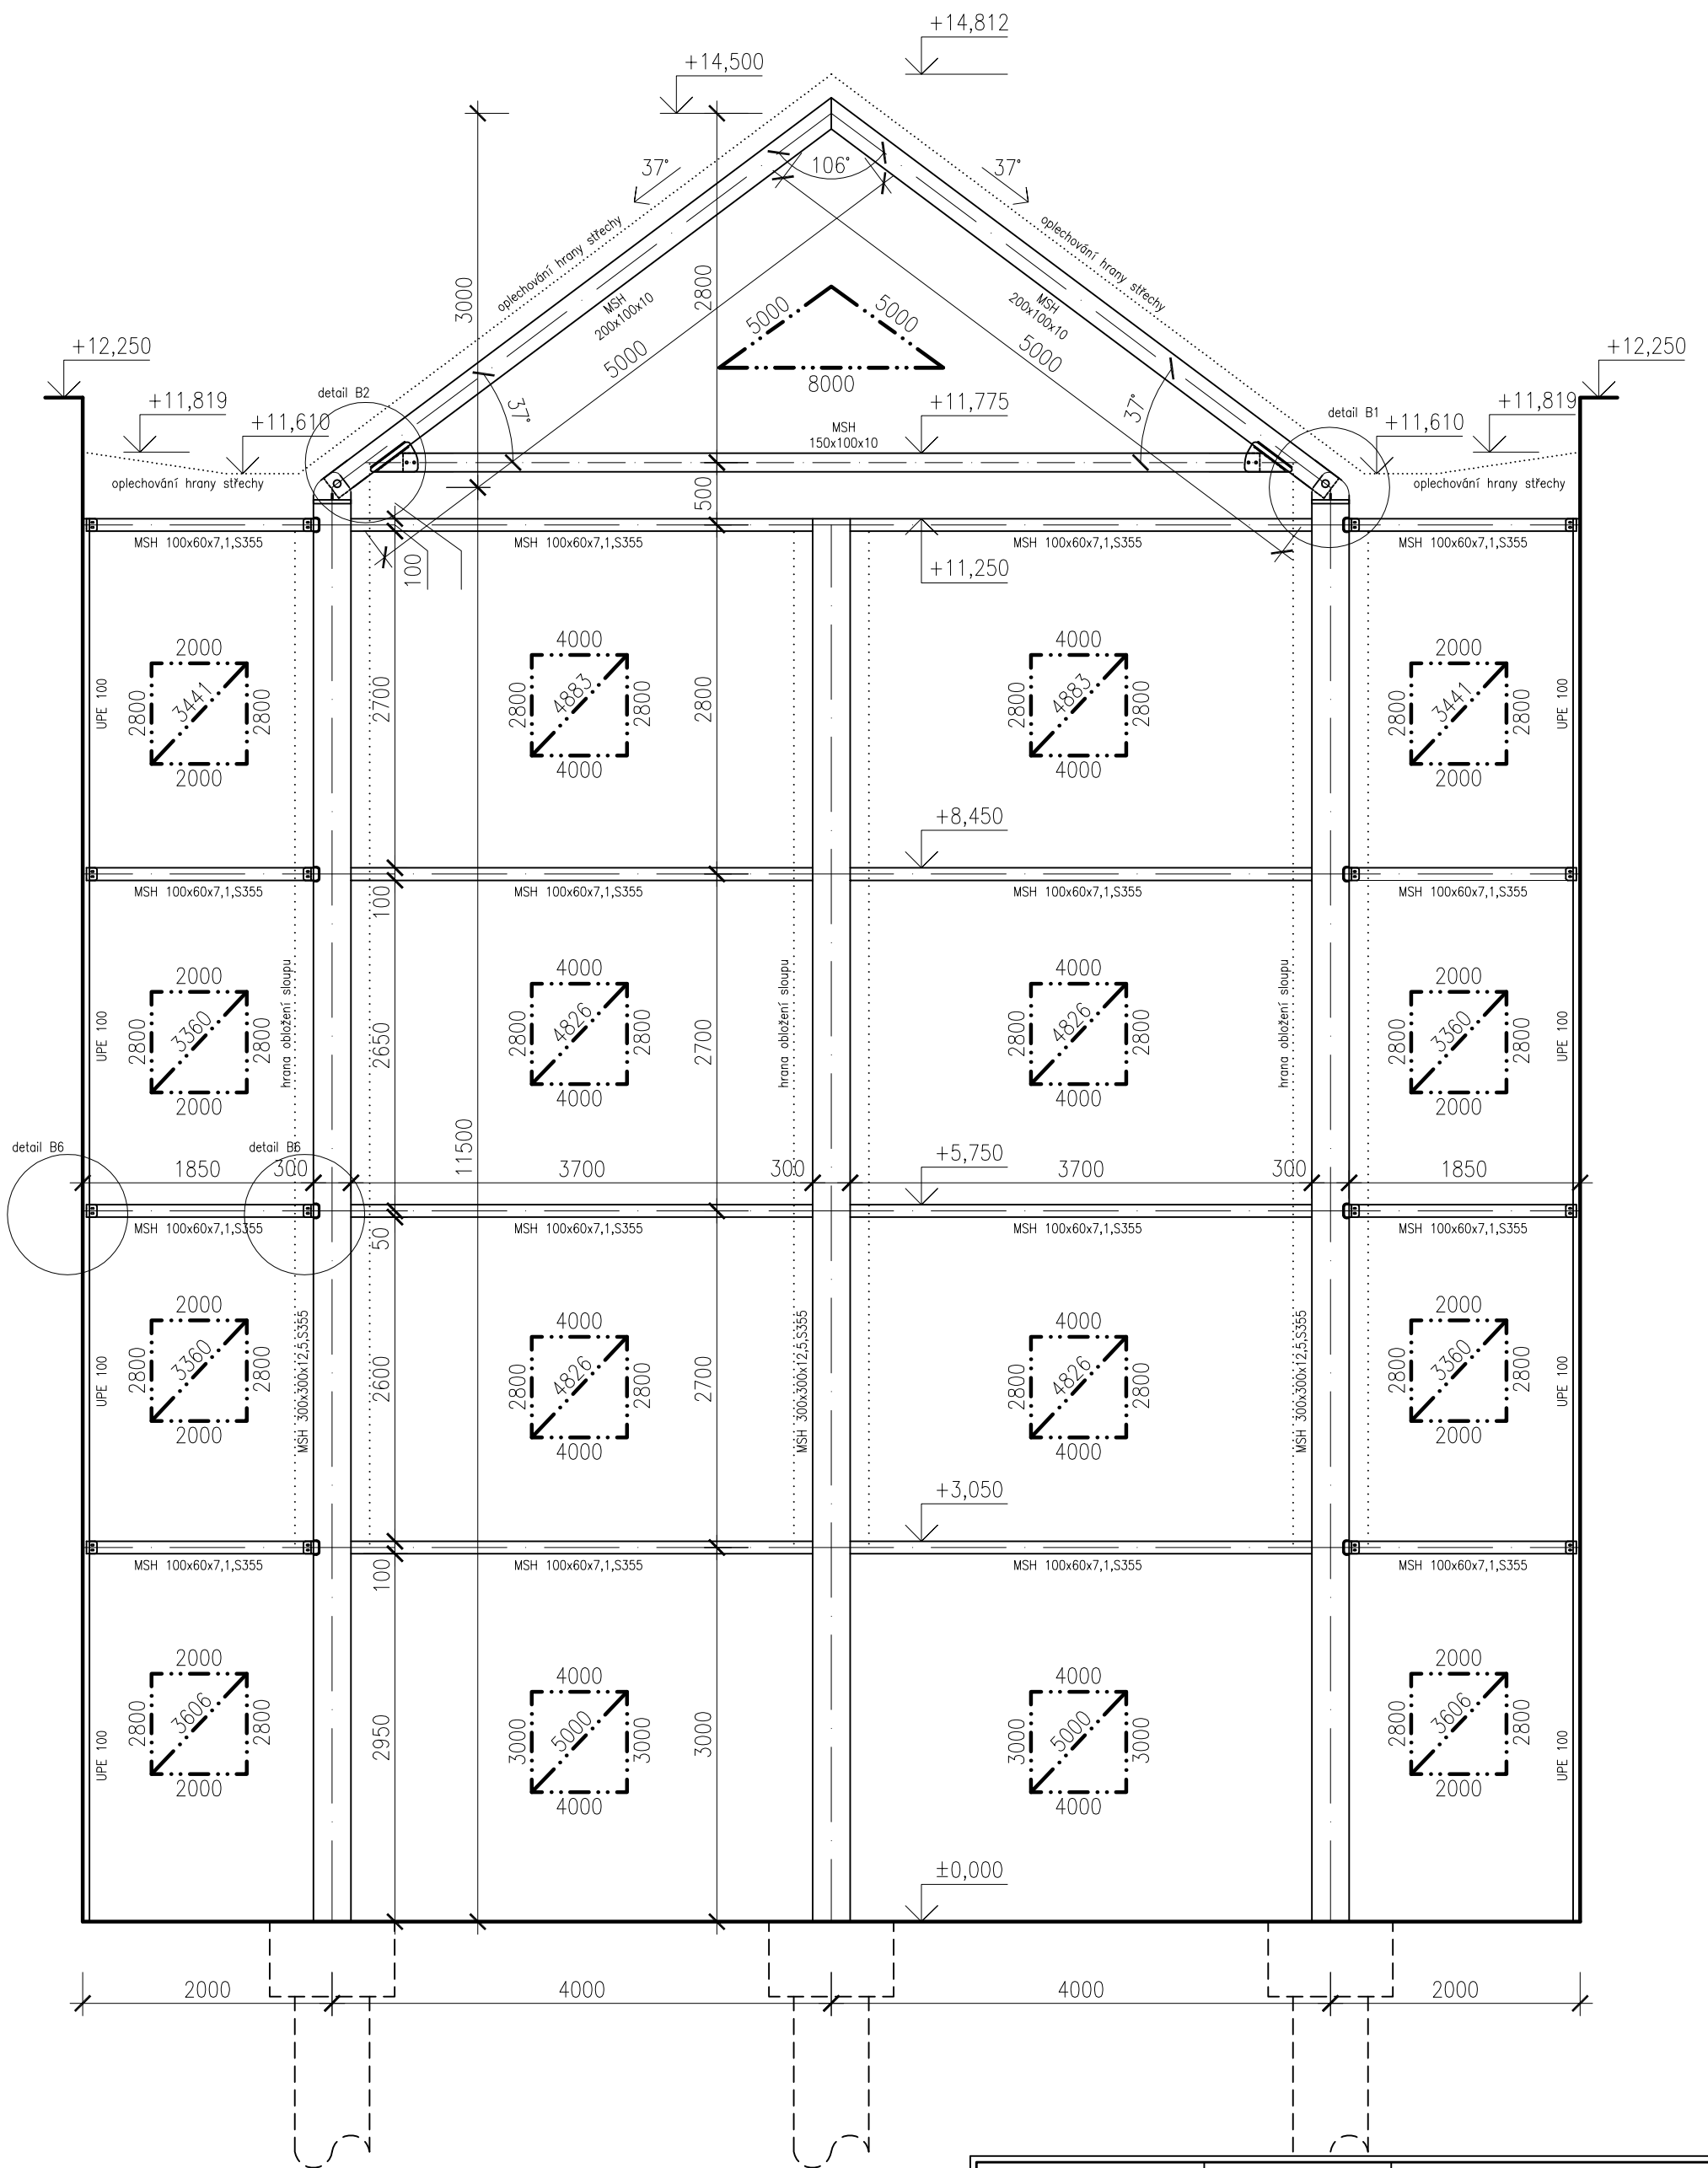 +14,812
+14,500
37°
106°
37°
oplechování hrany střechy
oplechování hrany střechy
3000
2800
MSH
200x100x10
MSH
200x100x10
5000
5000
5000
5000
8000
+12,250
+12,250
+11,819
+11,610
detail B2
37°
+11,775
MSH
150x100x10
37°
detail B1
+11,610
+11,819
oplechování hrany střechy
oplechování hrany střechy
500
MSH 100x60x7,1,S355
MSH 100x60x7,1,S355
MSH 100x60x7,1,S355
MSH 100x60x7,1,S355
100
+11,250
UPE 100
2000
2800
3441
2800
2000
2700
4000
2800
4883
2800
4000
2800
4000
2800
4883
2800
4000
2000
2800
3441
2800
2000
UPE 100
+8,450
MSH 100x60x7,1,S355
MSH 100x60x7,1,S355
MSH 100x60x7,1,S355
MSH 100x60x7,1,S355
100
UPE 100
2000
2800
3360
2800
2000
hrana obložení sloupu
2650
4000
2800
4826
2800
4000
2700
hrana obložení sloupu
4000
2800
4826
2800
4000
hrana obložení sloupu
2000
2800
3360
2800
2000
UPE 100
detail B6
detail B6
11500
+5,750
1850
300
3700
300
3700
300
1850
MSH 100x60x7,1,S355
MSH 100x60x7,1,S355
MSH 100x60x7,1,S355
MSH 100x60x7,1,S355
50
UPE 100
2000
2800
3360
2800
2000
MSH 300x300x12,5,S355
2600
4000
2800
4826
2800
4000
2700
MSH 300x300x12,5,S355
4000
2800
4826
2800
4000
MSH 300x300x12,5,S355
2000
2800
3360
2800
2000
UPE 100
+3,050
MSH 100x60x7,1,S355
MSH 100x60x7,1,S355
MSH 100x60x7,1,S355
MSH 100x60x7,1,S355
100
UPE 100
2000
2800
3606
2800
2000
2950
4000
3000
5000
3000
4000
3000
4000
3000
5000
3000
4000
2000
2800
3606
2800
2000
UPE 100
±0,000
2000
4000
4000
2000